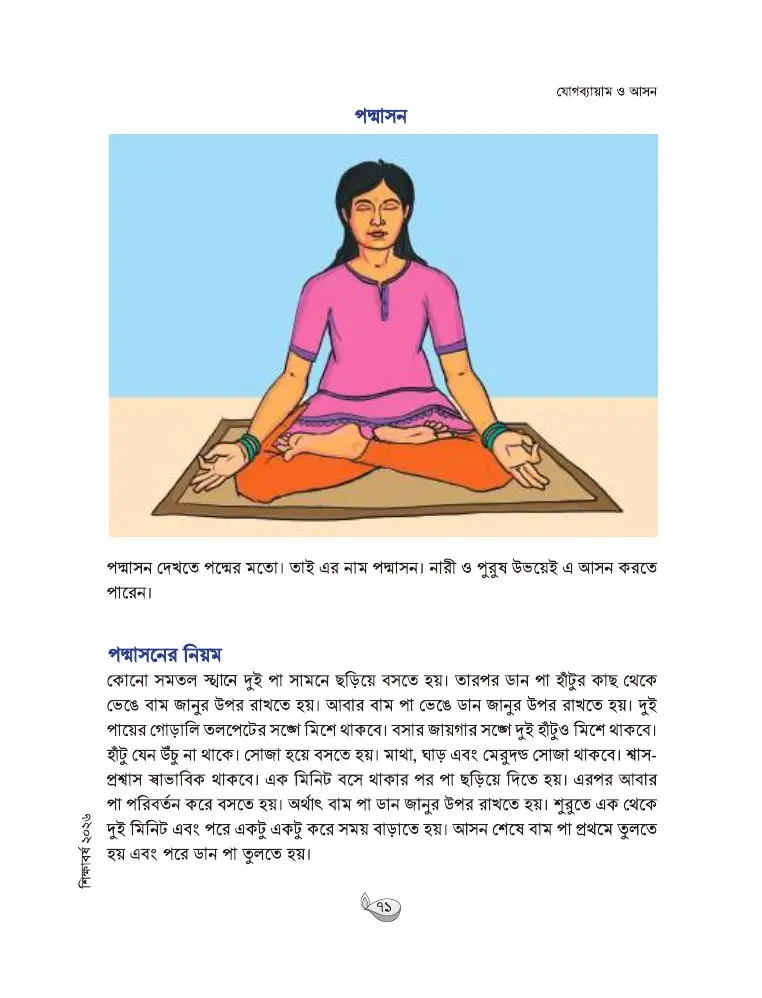 যোগব্যায়াম ও আসন
পদ্মাসন
পদ্মাসন দেখতে পদ্মের মতো। তাই এর নাম পদ্মাসন। নারী ও পুরুষ উভয়েই এ আসন করতে
পারেন।
পদ্মাসনের নিয়ম
কোনো সমতল স্থানে দুই পা সামনে ছড়িয়ে বসতে হয়। তারপর ডান পা হাঁটুর কাছ থেকে
ভেঙে বাম জানুর উপর রাখতে হয়। আবার বাম পা ভেঙে ডান জানুর উপর রাখতে হয়। দুই
পায়ের গোড়ালি তলপেটের সঙ্গে মিশে থাকবে। বসার জায়গার সঙ্গে দুই হাঁটুও মিশে থাকবে।
হাঁটু যেন উঁচু না থাকে। সোজা হয়ে বসতে হয়। মাথা, ঘাড় এবং মেরুদন্ড সোজা থাকবে। শ্বাস-
প্রশ্বাস স্বাভাবিক থাকবে। এক মিনিট বসে থাকার পর পা ছড়িয়ে দিতে হয়। এরপর আবার
পা পরিবর্তন করে বসতে হয়। অর্থাৎ বাম পা ডান জানুর উপর রাখতে হয়। শুরুতে এক থেকে
দুই মিনিট এবং পরে একটু একটু করে সময় বাড়াতে হয়। আসন শেষে বাম পা প্রথমে তুলতে
হয় এবং পরে ডান পা তুলতে হয়।
শিক্ষাবর্ষ ২০২৬
৭১